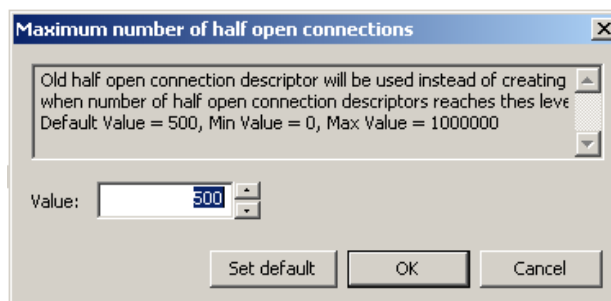 Maximum number of half open connections
Old half open connection descriptor will be used instead of creating
when number of half open connection descriptors reaches thes leve
Default Value = 500, Min Value = 0, Max Value = 1000000
Value: 500
Set default OK Cancel